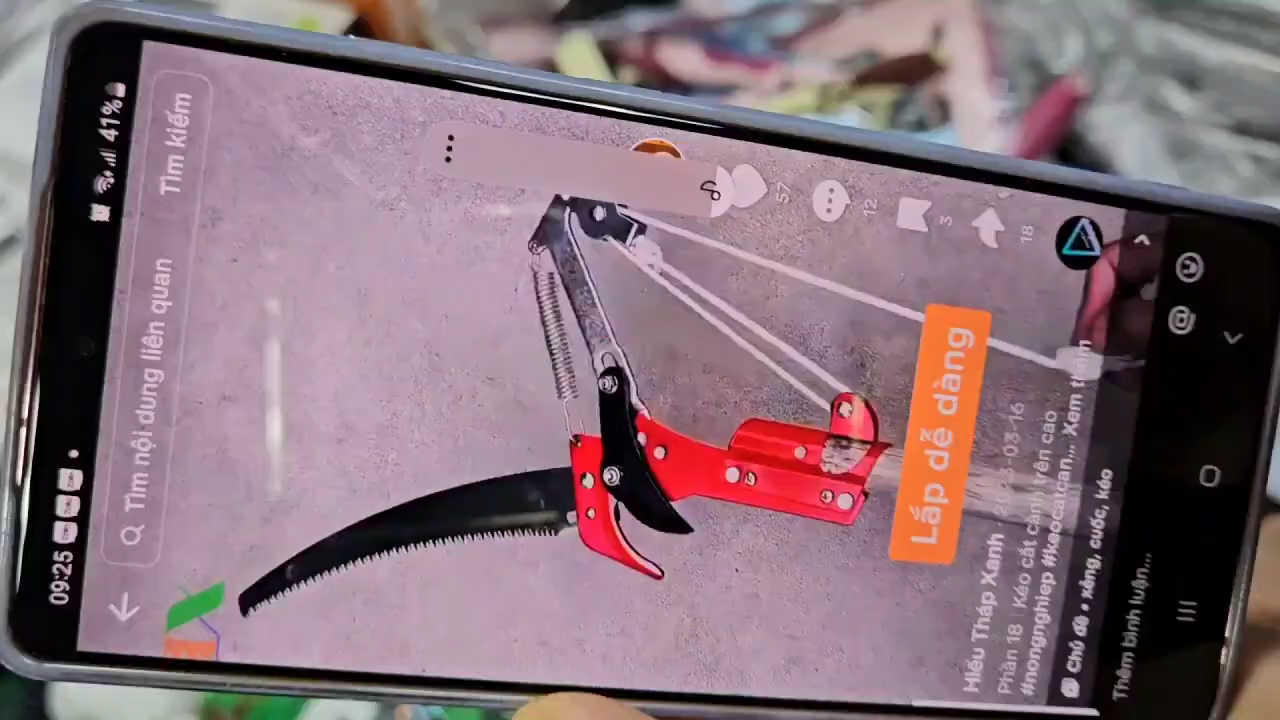 09:25
41%
Tìm nội dung liên quan
Tìm kiếm
57
12
3
18
Lắp dễ dàng
Hiếu Tháp Xanh
Phần 18 Kéo cắt cành trên cao
#nongnghiep #keocatcan... Xem thêm
Chủ đề • xẻng, cuốc, kéo
Thêm bình luận...